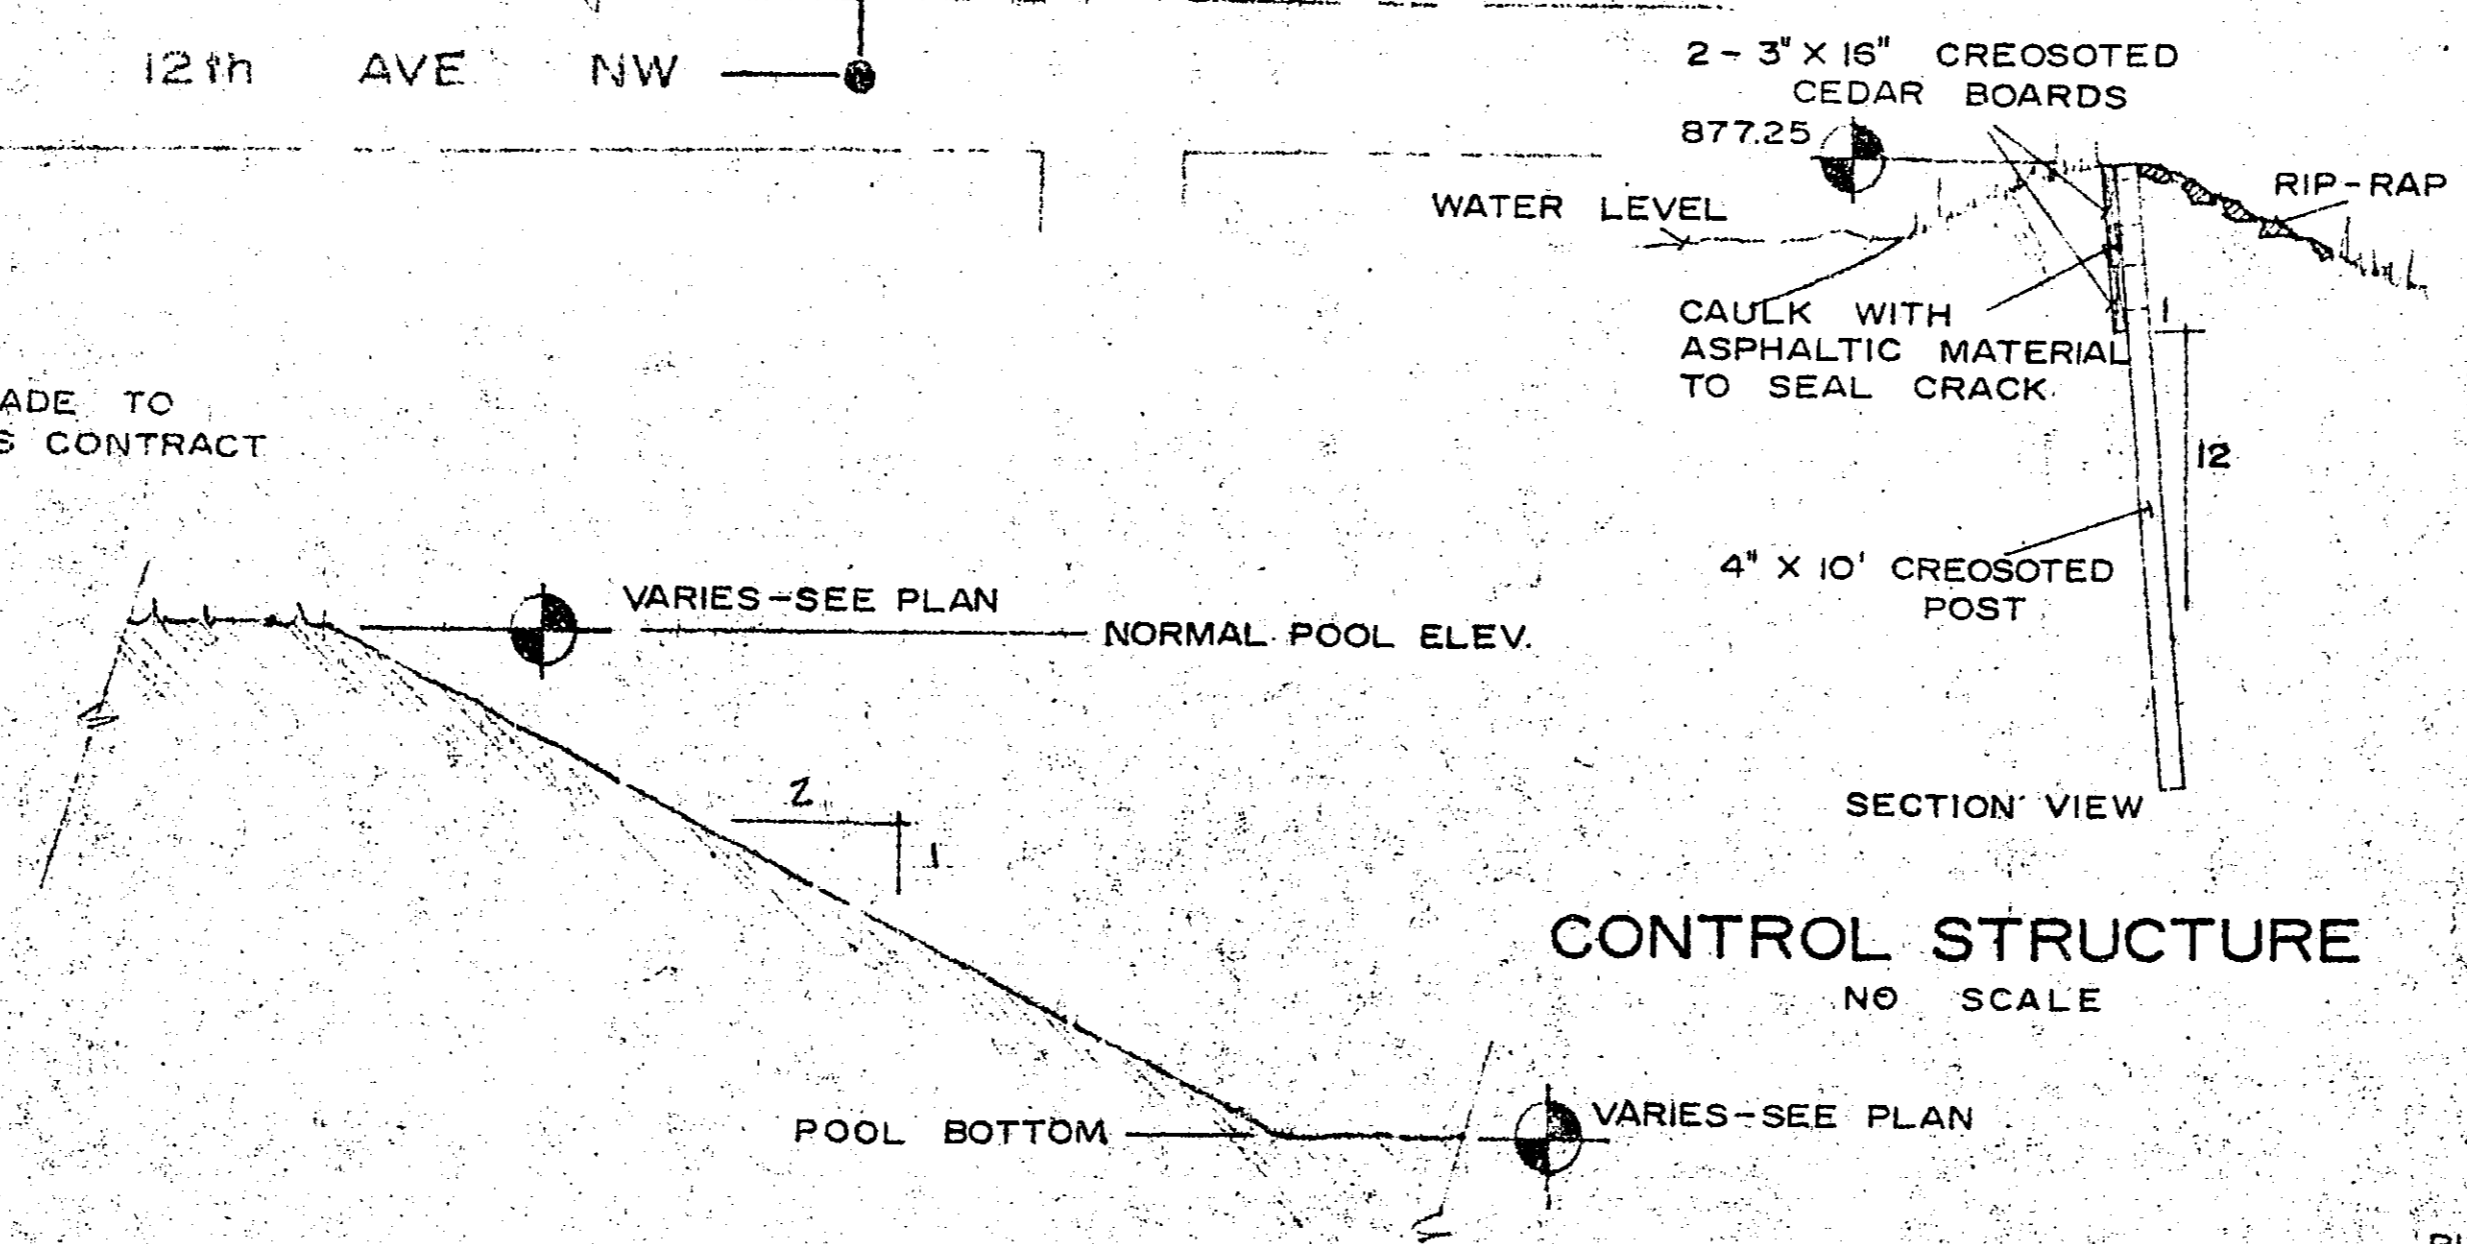 12th AVE NW
2 - 3" X 16" CREOSOTED
CEDAR BOARDS
877.25
RIP-RAP
WATER LEVEL
CAULK WITH
ASPHALTIC MATERIAL
TO SEAL CRACK.
1
12
4" X 10' CREOSOTED
POST
SECTION VIEW
CONTROL STRUCTURE
NO SCALE
ADE TO
S CONTRACT
VARIES-SEE PLAN
NORMAL POOL ELEV.
2
1
POOL BOTTOM
VARIES-SEE PLAN